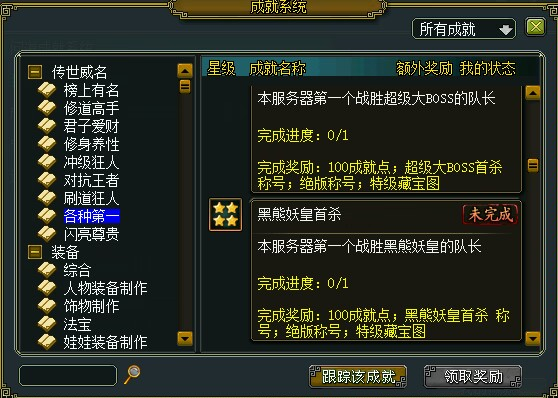 成就系统
所有成就
星级 成就名称 额外奖励 我的状态
传世威名
榜上有名
修道高手
君子爱财
修身养性
冲级狂人
对抗王者
刷道狂人
各种第一
闪亮尊贵
装备
综合
人物装备制作
饰物制作
法宝
娃娃装备制作
本服务器第一个战胜超级大BOSS的队长
完成进度：0/1
完成奖励：100成就点；超级大BOSS首杀
称号；绝版称号；特级藏宝图
黑熊妖皇首杀
未完成
本服务器第一个战胜黑熊妖皇的队长
完成进度：0/1
完成奖励：100成就点；黑熊妖皇首杀 称
号；绝版称号；特级藏宝图
跟踪该成就
领取奖励